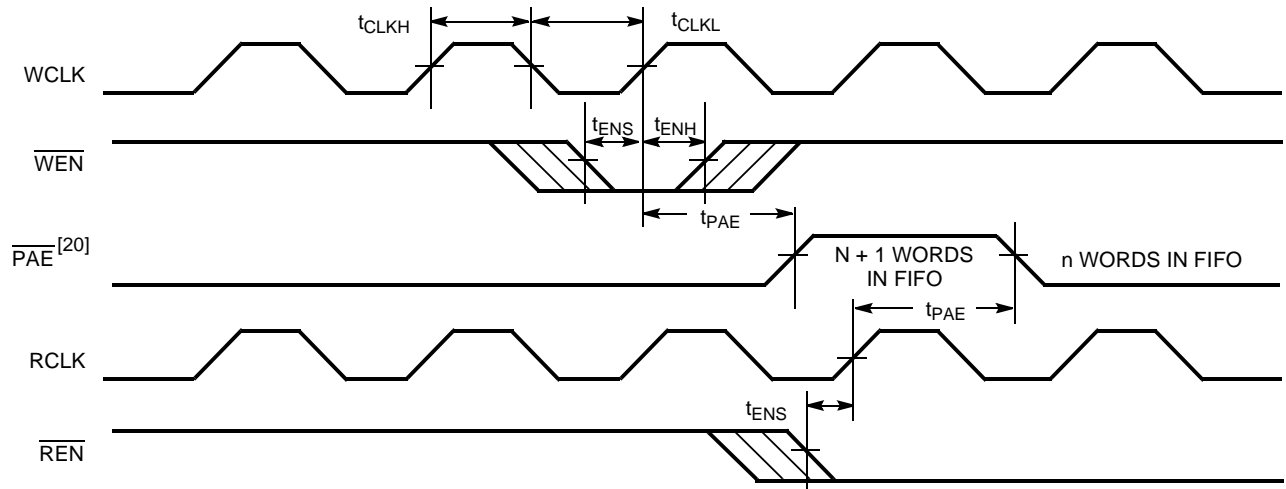 tCLKH
tCLKL
WCLK
tENS
tENH
WEN
tPAE
PAE[20]
N + 1 WORDS
IN FIFO
n WORDS IN FIFO
tPAE
RCLK
tENS
REN